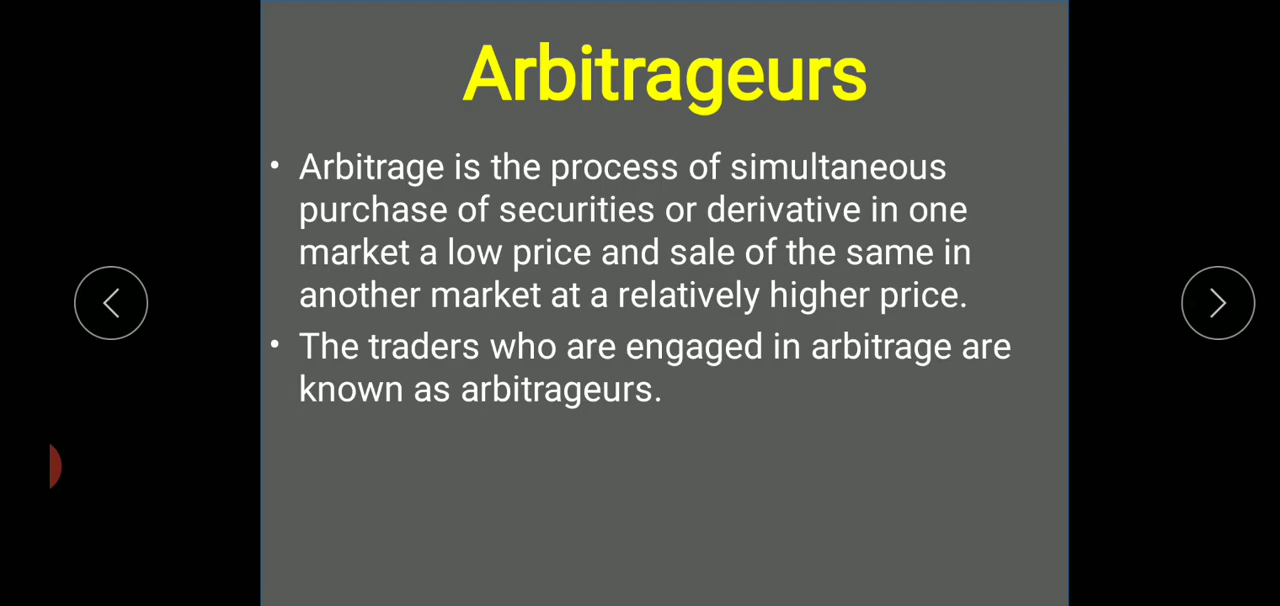 Arbitrageurs
• Arbitrage is the process of simultaneous
purchase of securities or derivative in one
market a low price and sale of the same in
another market at a relatively higher price.
• The traders who are engaged in arbitrage are
known as arbitrageurs.